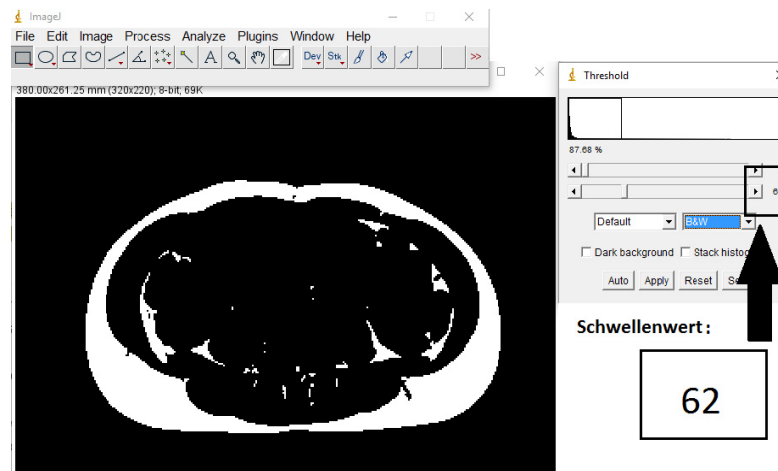 ImageJ
File Edit Image Process Analyze Plugins Window Help
Dev Stk >>
380.00x261.25 mm (320x220); 8-bit; 69K
Threshold
87.68 %
Default B&W
Dark background Stack histog
Auto Apply Reset
Schwellenwert :
62